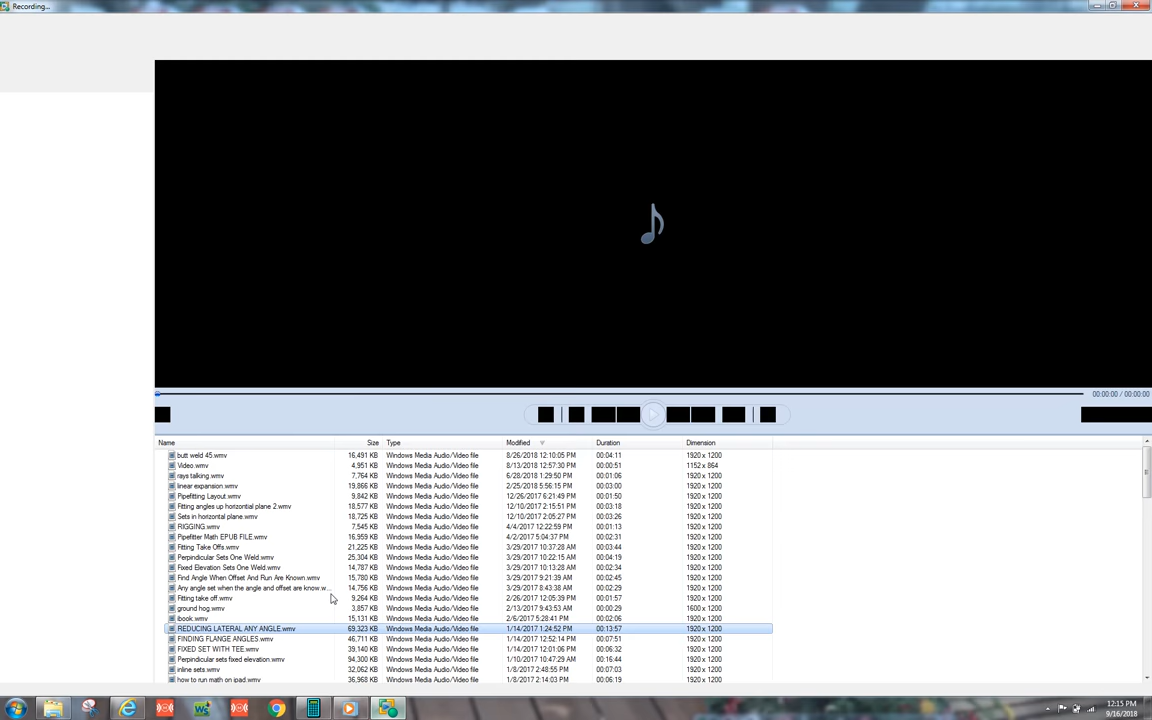 Recording...
00:00:00 / 00:00:00
Name Size Type Modified Duration Dimension
butt weld 45.wmv 16,491 KB Windows Media Audio/Video file 8/26/2018 12:10:05 PM 00:04:11 1920 x 1200
Video.wmv 4,951 KB Windows Media Audio/Video file 8/13/2018 12:57:30 PM 00:00:51 1152 x 864
rays talking.wmv 7,764 KB Windows Media Audio/Video file 6/28/2018 1:29:50 PM 00:01:06 1920 x 1200
linear expansion.wmv 19,866 KB Windows Media Audio/Video file 2/25/2018 5:56:15 PM 00:03:00 1920 x 1200
Pipefitting Layout.wmv 9,842 KB Windows Media Audio/Video file 12/26/2017 6:21:49 PM 00:01:50 1920 x 1200
Fitting angles up horizontial plane 2.wmv 18,577 KB Windows Media Audio/Video file 12/10/2017 2:15:51 PM 00:03:18 1920 x 1200
Sets in horizontal plane.wmv 18,725 KB Windows Media Audio/Video file 12/10/2017 2:05:27 PM 00:03:26 1920 x 1200
RIGGING.wmv 7,545 KB Windows Media Audio/Video file 4/4/2017 12:22:59 PM 00:01:13 1920 x 1200
Pipefitter Math EPUB FILE.wmv 16,959 KB Windows Media Audio/Video file 4/2/2017 5:04:37 PM 00:02:31 1920 x 1200
Fitting Take Offs.wmv 21,225 KB Windows Media Audio/Video file 3/29/2017 10:37:28 AM 00:03:44 1920 x 1200
Perpindicular Sets One Weld.wmv 25,304 KB Windows Media Audio/Video file 3/29/2017 10:22:15 AM 00:04:19 1920 x 1200
Fixed Elevation Sets One Weld.wmv 14,787 KB Windows Media Audio/Video file 3/29/2017 10:13:28 AM 00:02:34 1920 x 1200
Find Angle When Offset And Run Are Known.wmv 15,780 KB Windows Media Audio/Video file 3/29/2017 9:21:39 AM 00:02:45 1920 x 1200
Any angle set when the angle and offset are know.w... 14,756 KB Windows Media Audio/Video file 3/29/2017 8:43:38 AM 00:02:29 1920 x 1200
Fitting take off.wmv 9,264 KB Windows Media Audio/Video file 2/26/2017 12:05:39 PM 00:01:57 1920 x 1200
ground hog.wmv 3,857 KB Windows Media Audio/Video file 2/13/2017 9:43:53 AM 00:00:29 1600 x 1200
ibook.wmv 15,131 KB Windows Media Audio/Video file 2/6/2017 5:28:41 PM 00:02:06 1920 x 1200
REDUCING LATERAL ANY ANGLE.wmv 69,323 KB Windows Media Audio/Video file 1/14/2017 1:24:52 PM 00:13:57 1920 x 1200
FINDING FLANGE ANGLES.wmv 46,711 KB Windows Media Audio/Video file 1/14/2017 12:52:14 PM 00:07:51 1920 x 1200
FIXED SET WITH TEE.wmv 39,140 KB Windows Media Audio/Video file 1/14/2017 12:01:06 PM 00:06:32 1920 x 1200
Perpindicular sets fixed elevation.wmv 94,300 KB Windows Media Audio/Video file 1/10/2017 10:47:29 AM 00:16:44 1920 x 1200
inline sets.wmv 32,062 KB Windows Media Audio/Video file 1/8/2017 2:48:55 PM 00:07:03 1920 x 1200
how to run math on ipad.wmv 36,968 KB Windows Media Audio/Video file 1/8/2017 2:14:03 PM 00:06:19 1920 x 1200
12:15 PM
9/16/2018